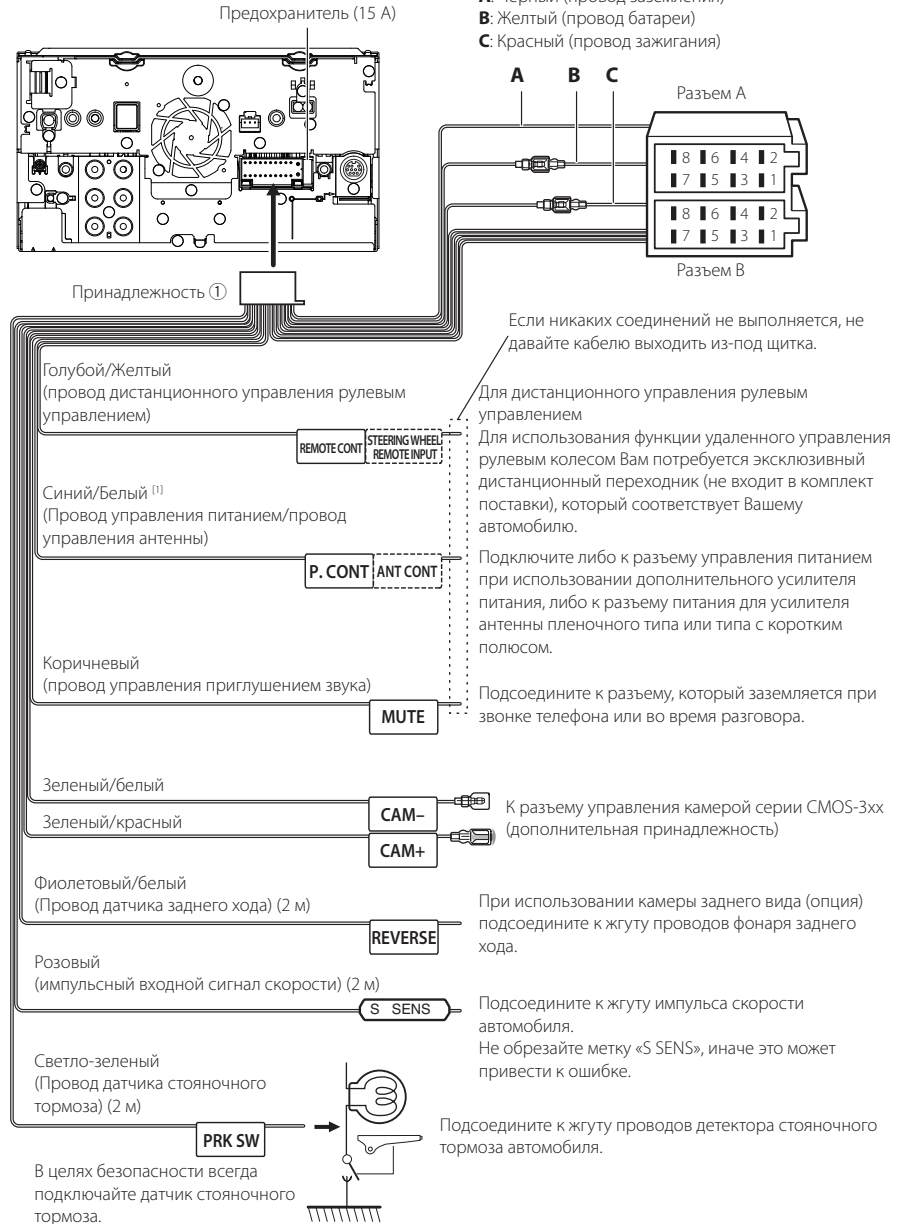 Предохранитель (15 А)
B: Желтый (провод батареи)
C: Красный (провод зажигания)
A B C
Разъем А
8 6 4 2
7 5 3 1
8 6 4 2
7 5 3 1
Разъем В
Принадлежность ①
Если никаких соединений не выполняется, не
давайте кабелю выходить из-под щитка.
Голубой/Желтый
(провод дистанционного управления рулевым
управлением)
REMOTE CONT
STEERING WHEEL
REMOTE INPUT
Для дистанционного управления рулевым
управлением
Для использования функции удаленного управления
рулевым колесом Вам потребуется эксклюзивный
дистанционный переходник (не входит в комплект
поставки), который соответствует Вашему
автомобилю.
Синий/Белый [1]
(Провод управления питанием/провод
управления антенны)
P. CONT ANT CONT
Подключите либо к разъему управления питанием
при использовании дополнительного усилителя
питания, либо к разъему питания для усилителя
антенны пленочного типа или типа с коротким
полюсом.
Коричневый
(провод управления приглушением звука)
MUTE
Подсоедините к разъему, который заземляется при
звонке телефона или во время разговора.
Зеленый/белый
CAM–
Зеленый/красный
CAM+
К разъему управления камерой серии CMOS-3xx
(дополнительная принадлежность)
Фиолетовый/белый
(Провод датчика заднего хода) (2 м)
REVERSE
При использовании камеры заднего вида (опция)
подсоедините к жгуту проводов фонаря заднего
хода.
Розовый
(импульсный входной сигнал скорости) (2 м)
S SENS
Подсоедините к жгуту импульса скорости
автомобиля.
Не обрезайте метку «S SENS», иначе это может
привести к ошибке.
Светло-зеленый
(Провод датчика стояночного
тормоза) (2 м)
PRK SW
Подсоедините к жгуту проводов детектора стояночного
тормоза автомобиля.
В целях безопасности всегда
подключайте датчик стояночного
тормоза.